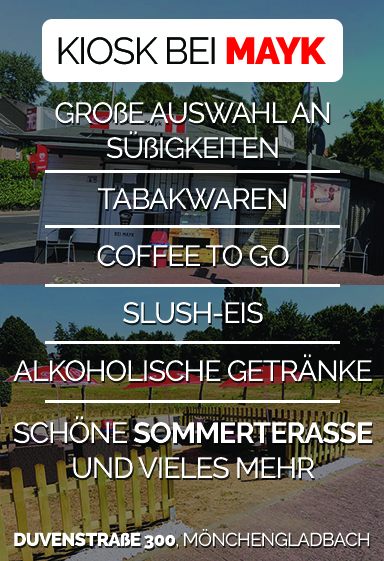 KIOSK BEI MAYK
GROßE AUSWAHL AN
SÜßIGKEITEN
TABAKWAREN
COFFEE TO GO
SLUSH-EIS
ALKOHOLISCHE GETRÄNKE
SCHÖNE SOMMERTERASSE
UND VIELES MEHR
DUVENSTRAßE 300, MÖNCHENGLADBACH